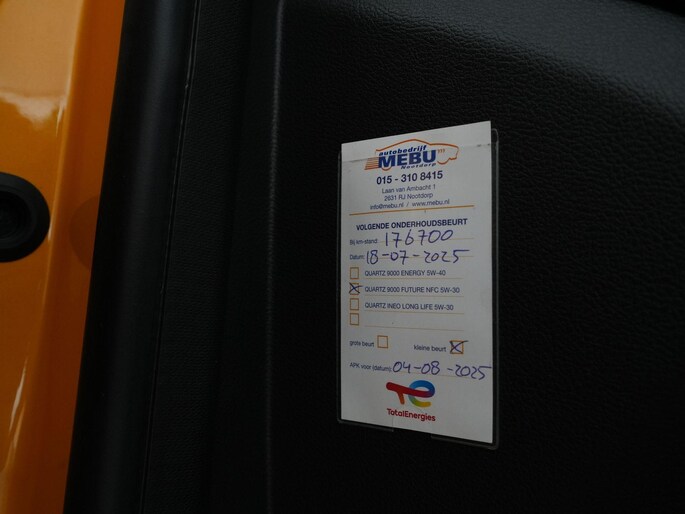 autobedrijf
MEBU
Nootdorp
015 - 310 8415
Laan van Ambacht 1
2631 RJ Nootdorp
info@mebu.nl / www.mebu.nl
VOLGENDE ONDERHOUDSBEURT
Bij km-stand: 176700
Datum: 18-07-2025
QUARTZ 9000 ENERGY 5W-40
QUARTZ 9000 FUTURE NFC 5W-30
QUARTZ INEO LONG LIFE 5W-30
grote beurt kleine beurt
APK voor (datum): 04-08-2025
TotalEnergies